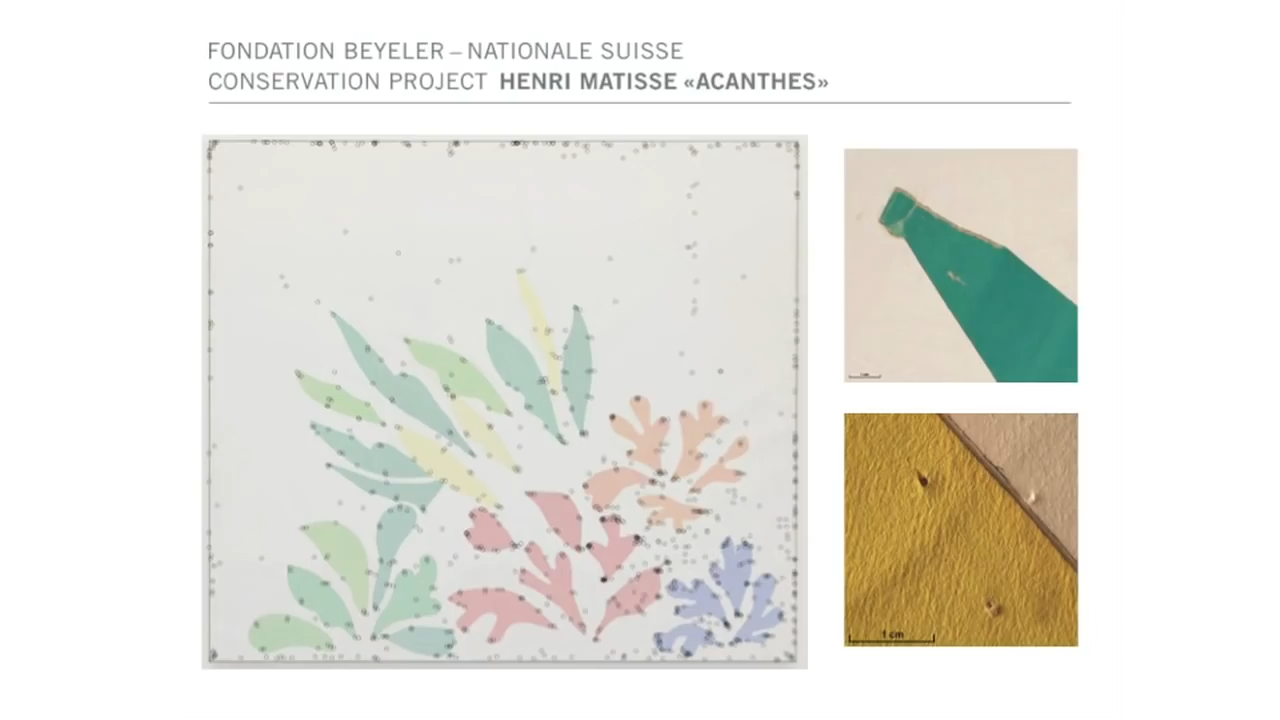 FONDATION BEYELER – NATIONALE SUISSE
CONSERVATION PROJECT HENRI MATISSE «ACANTHES»
1 cm